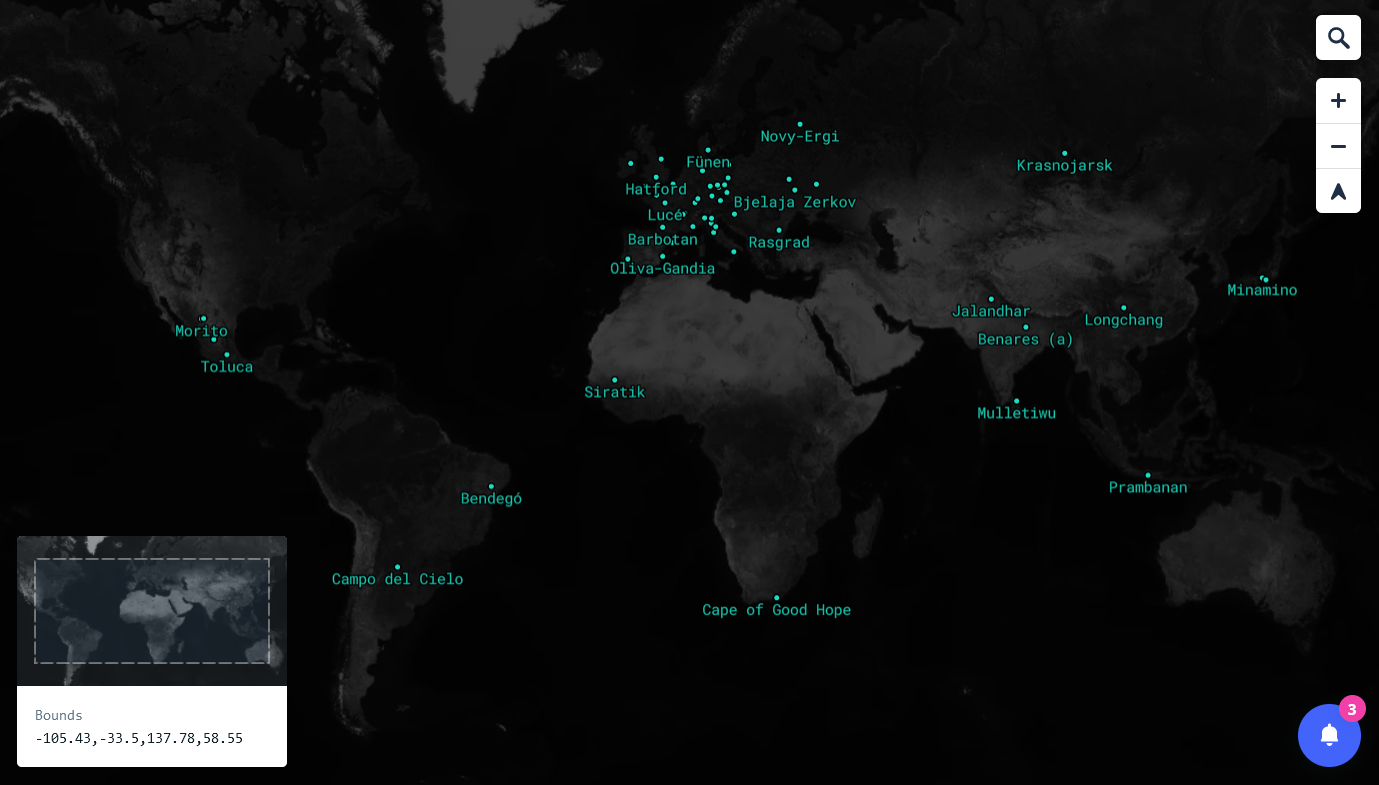 Novy-Ergi
Fünen
Krasnojarsk
Hatford
Bjelaja Zerkov
Lucé
Barbotan
Rasgrad
Oliva-Gandia
Minamino
Jalandhar
Longchang
Morito
Benares (a)
Toluca
Siratik
Mulletiwu
Prambanan
Bendegó
Campo del Cielo
Cape of Good Hope
Bounds
-105.43,-33.5,137.78,58.55
3